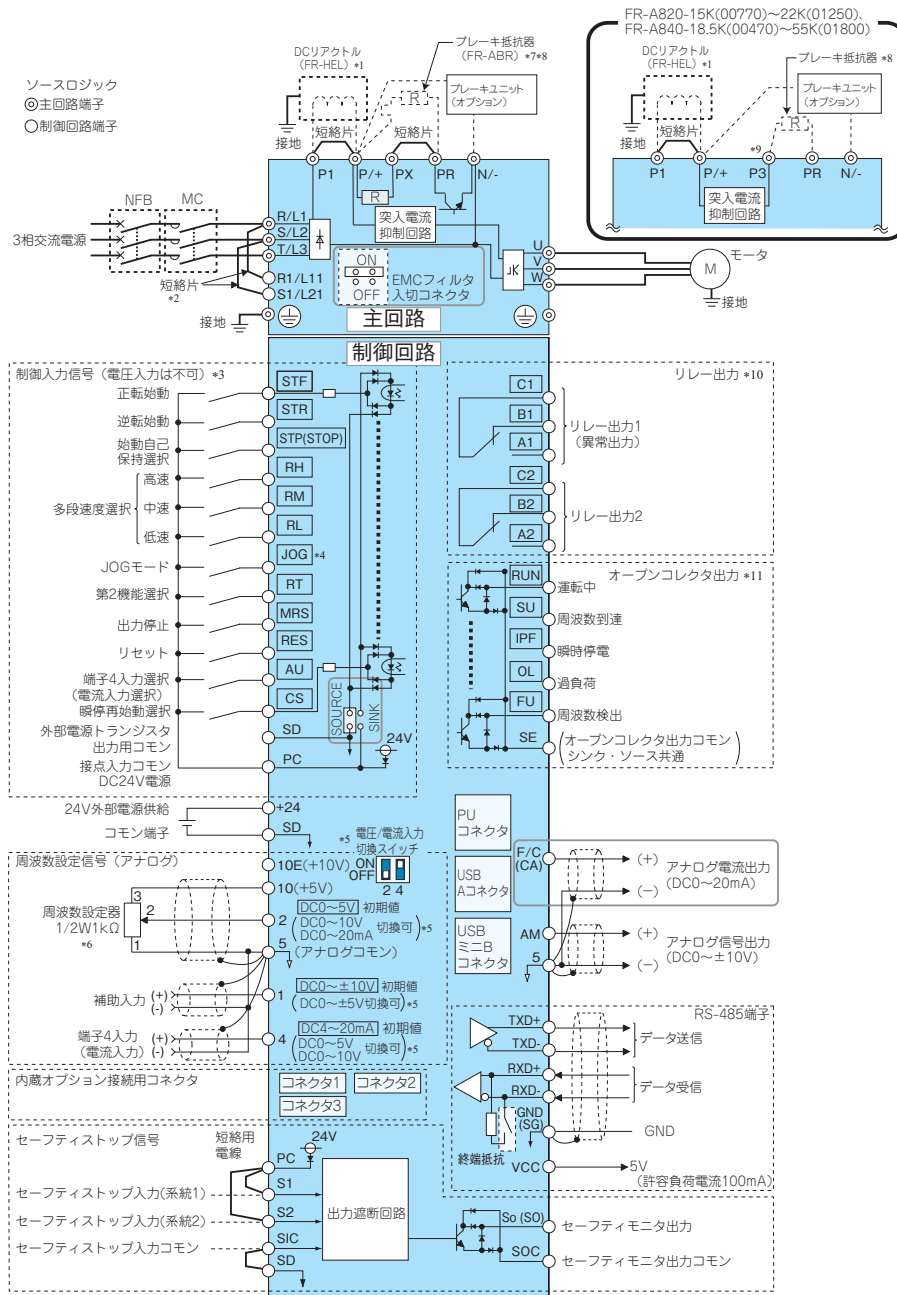 FR-A820-15K(00770)～22K(01250)、
FR-A840-18.5K(00470)～55K(01800)
DCリアクトル
(FR-HEL) *1
ブレーキ抵抗器
(FR-ABR) *7*8
ブレーキユニット
(オプション)
R
接地
短絡片
短絡片
DCリアクトル
(FR-HEL) *1
ブレーキ抵抗器 *8
ブレーキユニット
(オプション)
R
接地
短絡片
*9
P1
P/+
P3
PR
N/-
突入電流
抑制回路
ソースロジック
主回路端子
制御回路端子
P1
P/+
PX
PR
N/-
R
突入電流
抑制回路
NFB
MC
3相交流電源
R/L1
S/L2
T/L3
R1/L11
S1/L21
短絡片
*2
接地
ON
OFF
EMCフィルタ
入切コネクタ
U
V
W
モータ
M
接地
主回路
制御回路
制御入力信号（電圧入力は不可）*3
正転始動
STF
逆転始動
STR
始動自己
保持選択
STP(STOP)
多段速度選択
高速
RH
中速
RM
低速
RL
JOGモード
JOG *4
第2機能選択
RT
出力停止
MRS
リセット
RES
端子4入力選択
(電流入力選択)
AU
瞬停再始動選択
CS
SOURCE
SINK
外部電源トランジスタ
出力用コモン
SD
24V
接点入力コモン
DC24V電源
PC
24V外部電源供給
+24
コモン端子
SD
リレー出力 *10
C1
B1
A1
リレー出力1
(異常出力)
C2
B2
A2
リレー出力2
オープンコレクタ出力 *11
RUN
運転中
SU
周波数到達
IPF
瞬時停電
OL
過負荷
FU
周波数検出
SE
(オープンコレクタ出力コモン
シンク・ソース共通)
*5 電圧/電流入力
切換スイッチ
ON
OFF
2 4
周波数設定信号（アナログ）
10E(+10V)
10(+5V)
周波数設定器
1/2W1kΩ
*6
3
2
1
2
DC0～5V 初期値
(DC0～10V
DC0～20mA 切換可) *5
5
(アナログコモン)
補助入力 (+)
(-)
1
DC0～±10V 初期値
(DC0～±5V切換可) *5
端子4入力 (+)
(電流入力) (-)
4
DC4～20mA 初期値
(DC0～5V
DC0～10V 切換可) *5
PU
コネクタ
USB
Aコネクタ
USB
ミニB
コネクタ
F/C
(CA)
(+)
(−)
アナログ電流出力
(DC0～20mA)
AM
5
(+)
(−)
アナログ信号出力
(DC0～±10V)
内蔵オプション接続用コネクタ
コネクタ1
コネクタ2
コネクタ3
RS-485端子
TXD+
TXD-
データ送信
RXD+
RXD-
データ受信
GND
(SG)
GND
終端抵抗
VCC
5V
(許容負荷電流100mA)
セーフティストップ信号
短絡用
電線
24V
PC
セーフティストップ入力(系統1)
S1
セーフティストップ入力(系統2)
S2
セーフティストップ入力コモン
SIC
SD
出力遮断回路
So (SO)
セーフティモニタ出力
SOC
セーフティモニタ出力コモン